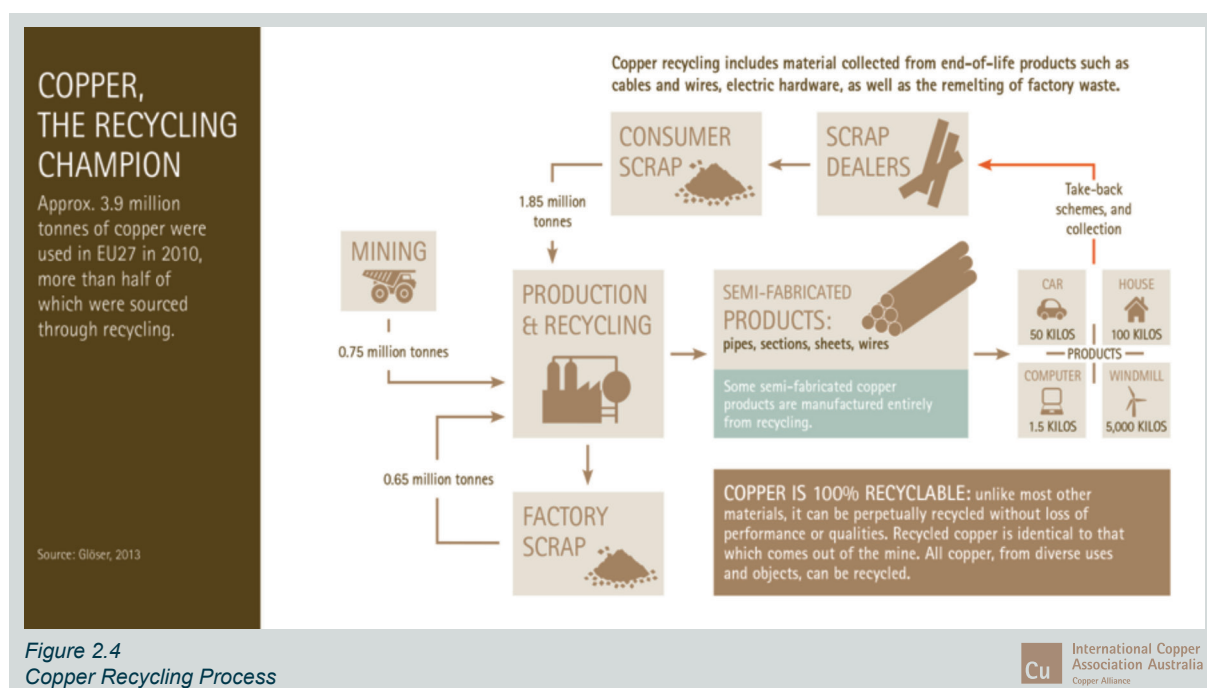 COPPER,
THE RECYCLING
CHAMPION
Approx. 3.9 million
tonnes of copper were
used in EU27 in 2010,
more than half of
which were sourced
through recycling.
Source: Glöser, 2013
Copper recycling includes material collected from end-of-life products such as
cables and wires, electric hardware, as well as the remelting of factory waste.
CONSUMER
SCRAP
SCRAP
DEALERS
Take-back
schemes, and
collection
1.85 million
tonnes
MINING
0.75 million tonnes
PRODUCTION
& RECYCLING
0.65 million tonnes
FACTORY
SCRAP
SEMI-FABRICATED
PRODUCTS:
pipes, sections, sheets, wires
Some semi-fabricated copper
products are manufactured entirely
from recycling.
CAR
50 KILOS
HOUSE
100 KILOS
PRODUCTS
COMPUTER
1.5 KILOS
WINDMILL
5,000 KILOS
COPPER IS 100% RECYCLABLE: unlike most other
materials, it can be perpetually recycled without loss of
performance or qualities. Recycled copper is identical to that
which comes out of the mine. All copper, from diverse uses
and objects, can be recycled.
Figure 2.4
Copper Recycling Process
Cu
International Copper
Association Australia
Copper Alliance